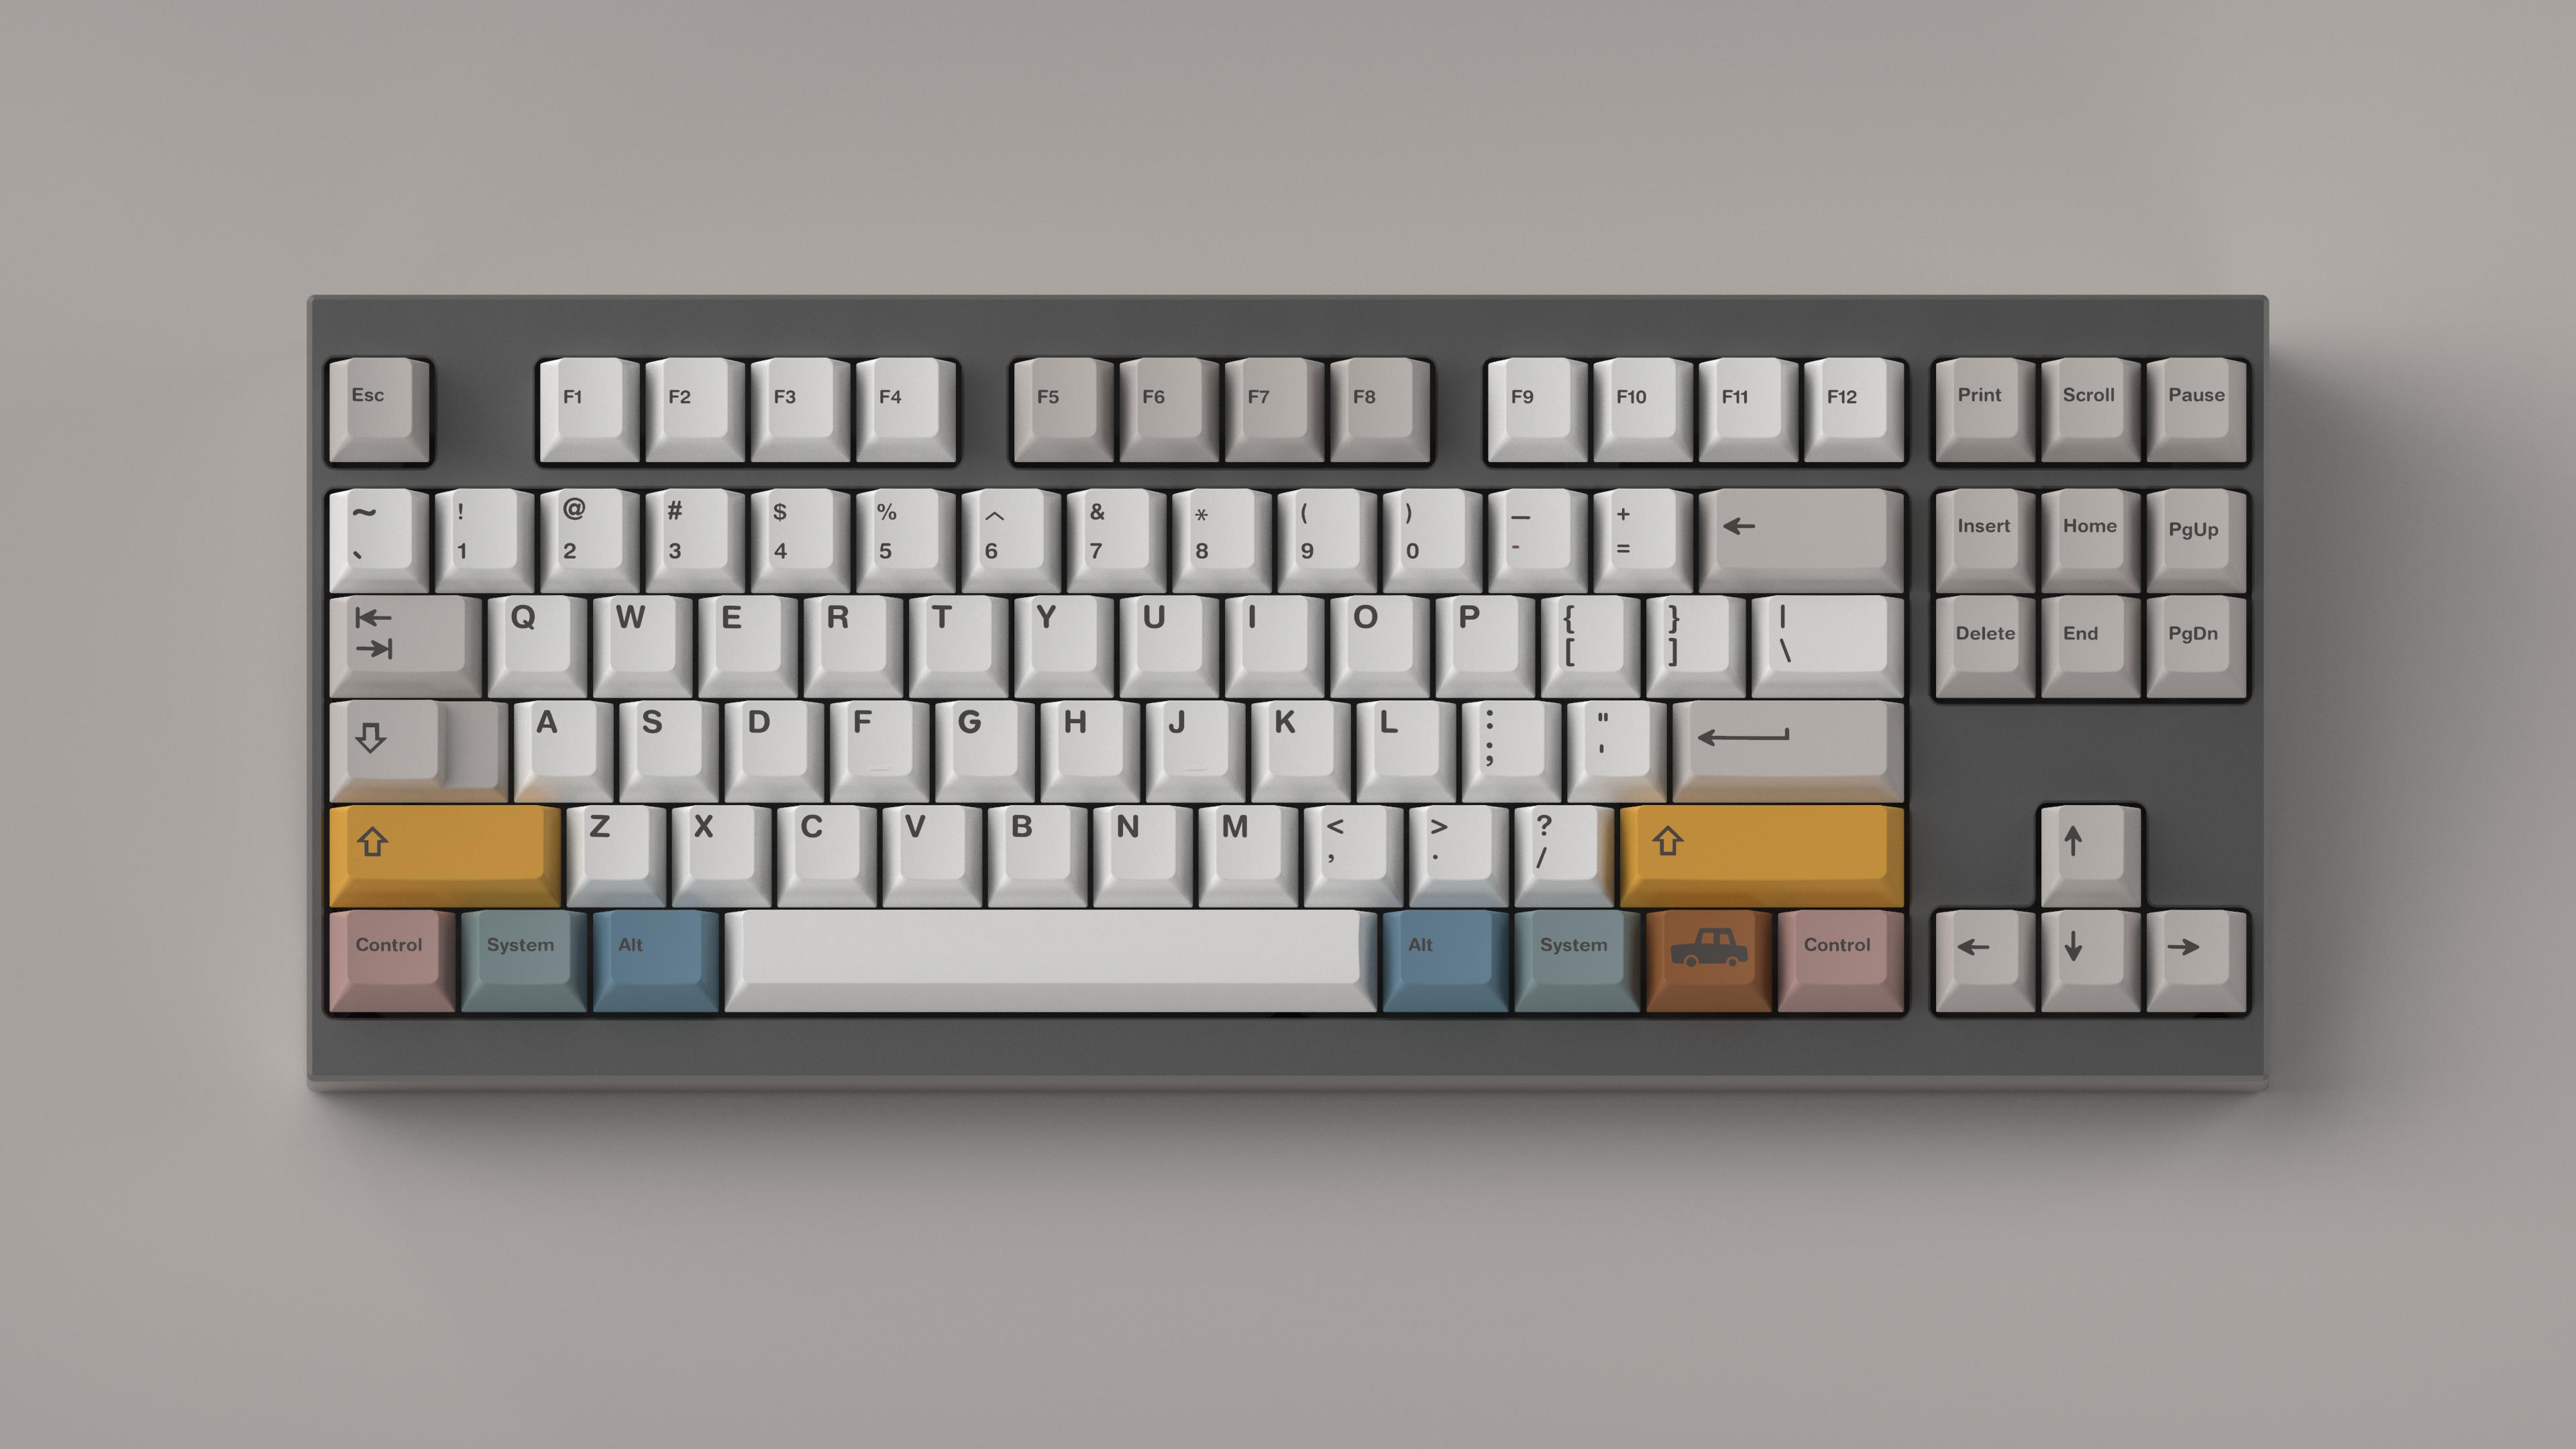 Esc F1 F2 F3 F4 F5 F6 F7 F8 F9 F10 F11 F12 Print Scroll Pause
~ ! @ # $ % ^ & * ( ) — + 
` 1 2 3 4 5 6 7 8 9 0 - = ← Insert Home PgUp
Q W E R T Y U I O P { } |
[ ] \ Delete End PgDn
A S D F G H J K L : "
; '
Z X C V B N M < > ?
, . /
Control System Alt Alt System Control